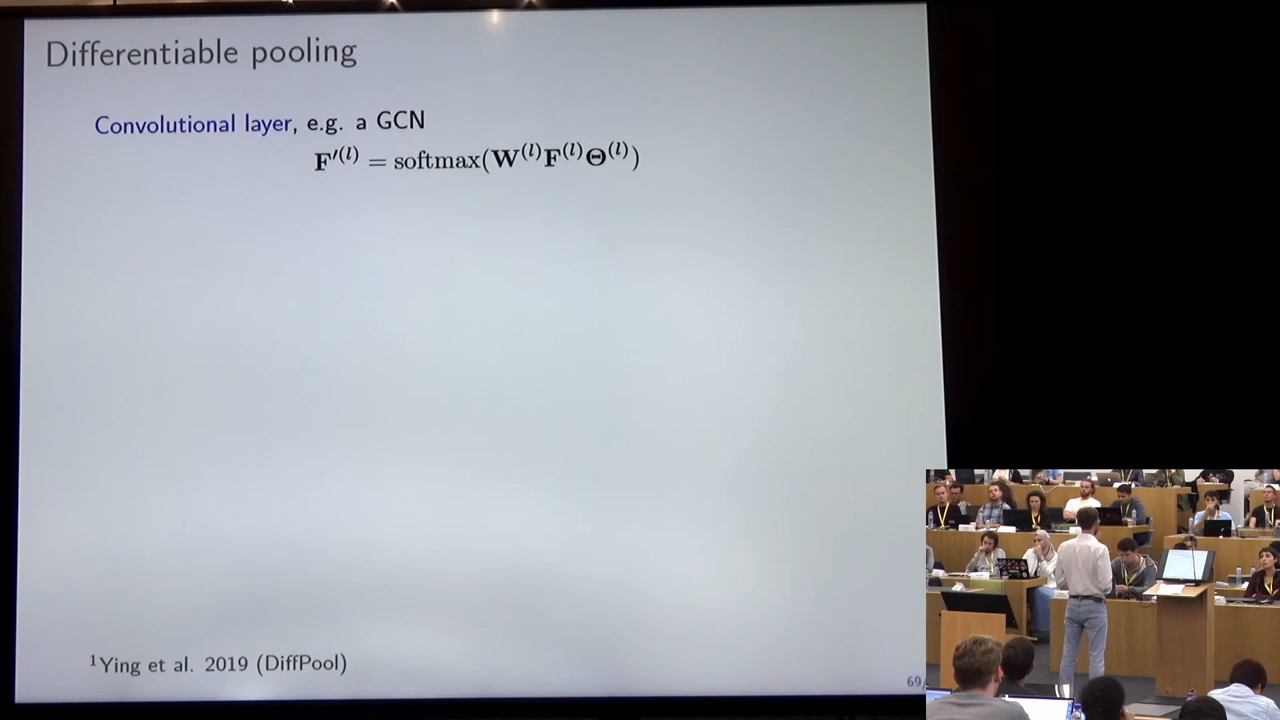 Differentiable pooling
Convolutional layer, e.g. a GCN
F′⁽ˡ⁾ = softmax(W⁽ˡ⁾F⁽ˡ⁾Θ⁽ˡ⁾)
¹Ying et al. 2019 (DiffPool)
69/